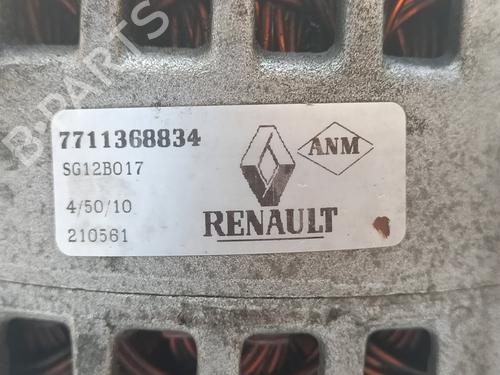 B-PARTS
7711368834
SG12B017
4/50/10
210561
ANM
RENAULT